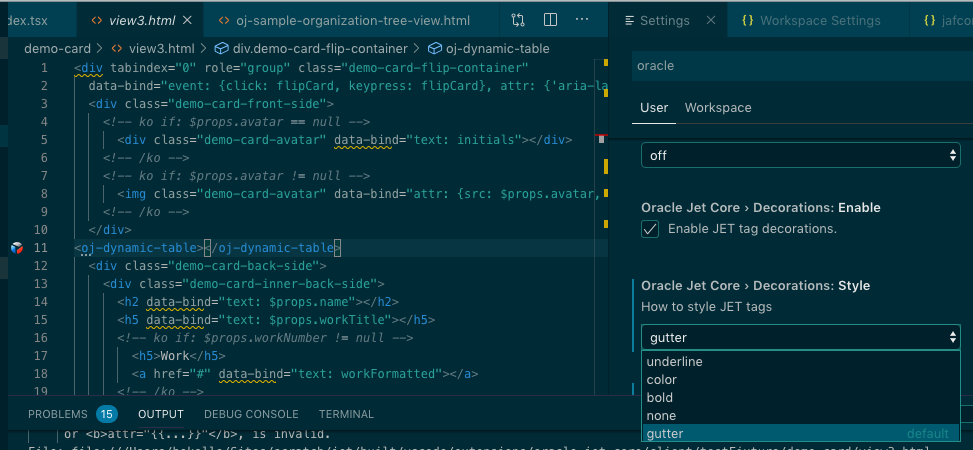 dex.tsx
view3.html ×
oj-sample-organization-tree-view.html
demo-card > view3.html > div.demo-card-flip-container > oj-dynamic-table
1 <div tabindex="0" role="group" class="demo-card-flip-container"
2 data-bind="event: {click: flipCard, keypress: flipCard}, attr: {'aria-la
3 <div class="demo-card-front-side">
4 <!-- ko if: $props.avatar == null -->
5 <div class="demo-card-avatar" data-bind="text: initials"></div>
6 <!-- /ko -->
7 <!-- ko if: $props.avatar != null -->
8 <img class="demo-card-avatar" data-bind="attr: {src: $props.avatar,
9 <!-- /ko -->
10 </div>
11 <oj-dynamic-table></oj-dynamic-table>
12 <div class="demo-card-back-side">
13 <div class="demo-card-inner-back-side">
14 <h2 data-bind="text: $props.name"></h2>
15 <h5 data-bind="text: $props.workTitle"></h5>
16 <!-- ko if: $props.workNumber != null -->
17 <h5>Work</h5>
18 <a href="#" data-bind="text: workFormatted"></a>
19 <!-- /ko -->
PROBLEMS 15 OUTPUT DEBUG CONSOLE TERMINAL
or <b>attr="{{...}}"</b>, is invalid.
Settings ×
{} Workspace Settings
{} jafcon
oracle
User Workspace
off
Oracle Jet Core › Decorations: Enable
Enable JET tag decorations.
Oracle Jet Core › Decorations: Style
How to style JET tags
gutter
underline
color
bold
none
gutter default